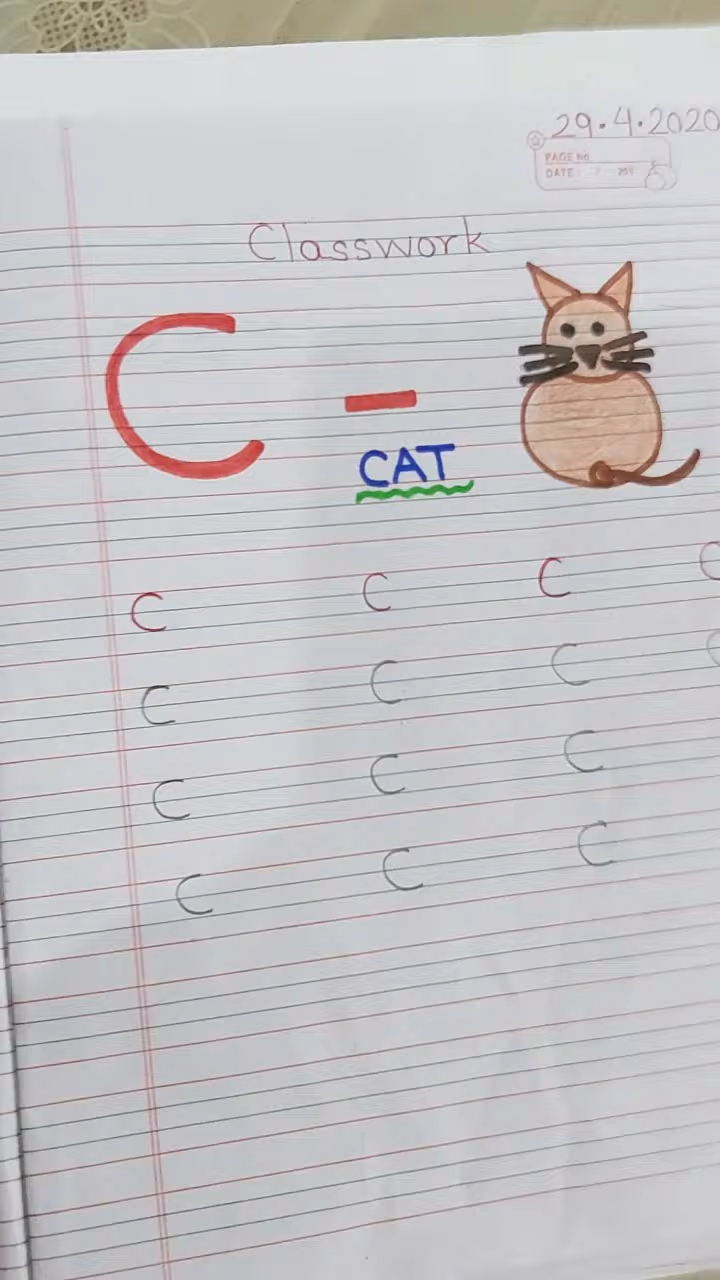 29.4.2020
PAGE No
DATE:
Classwork
C -
CAT
C C C C
C C C C
C C C
C C C